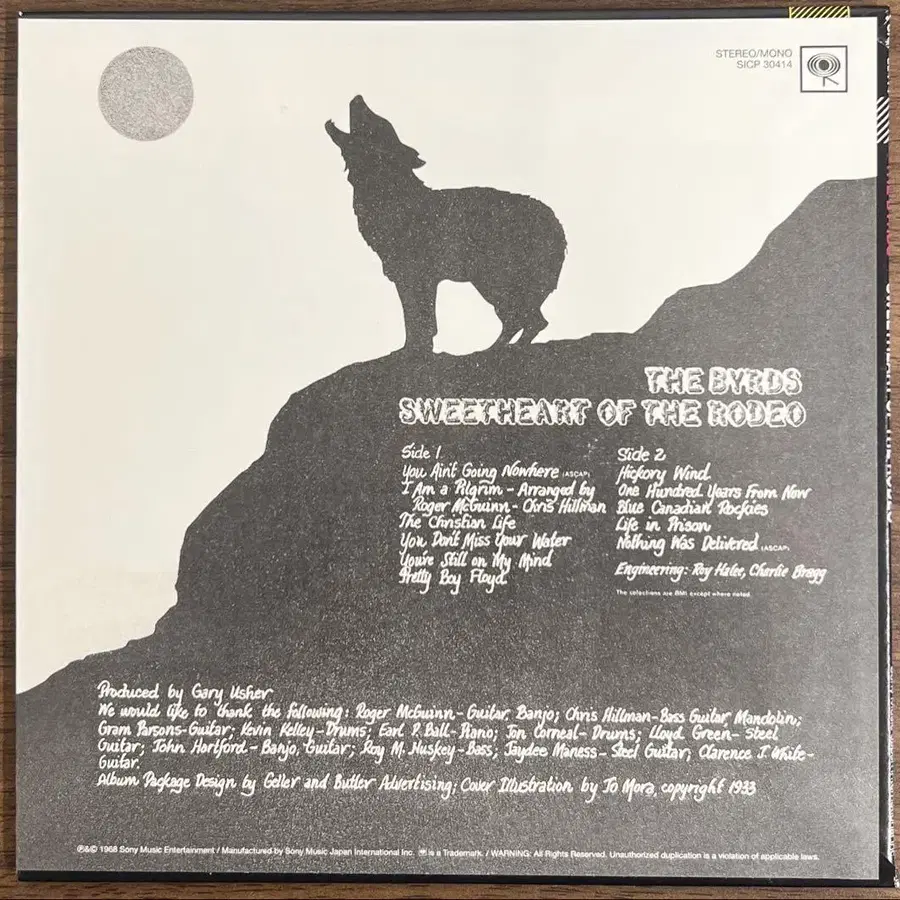 STEREO/MONO
SICP 30414
THE BYRDS
SWEETHEART OF THE RODEO
Side 1
You Ain't Going Nowhere (ASCAP)
I Am a Pilgrim - Arranged by
Roger McGuinn - Chris Hillman
The Christian Life
You Don't Miss Your Water
You're Still on My Mind
Pretty Boy Floyd
Side 2
Hickory Wind
One Hundred Years From Now
Blue Canadian Rockies
Life in Prison
Nothing Was Delivered (ASCAP)
Engineering: Roy Halee, Charlie Bragg
The selections are BMI except where noted.
Produced by Gary Usher
We would like to thank the following: Roger McGuinn - Guitar, Banjo; Chris Hillman - Bass Guitar, Mandolin;
Gram Parsons - Guitar; Kevin Kelley - Drums; Earl P. Ball - Piano; Jon Corneal - Drums; Lloyd Green - Steel
Guitar; John Hartford - Banjo, Guitar; Roy M. Huskey - Bass; Jaydee Maness - Steel Guitar; Clarence J. White -
Guitar.
Album Package Design by Geller and Butler Advertising; Cover Illustration by Jo Mora, copyright 1933
℗&© 1968 Sony Music Entertainment / Manufactured by Sony Music Japan International Inc. is a Trademark. / WARNING: All Rights Reserved. Unauthorized duplication is a violation of applicable laws.